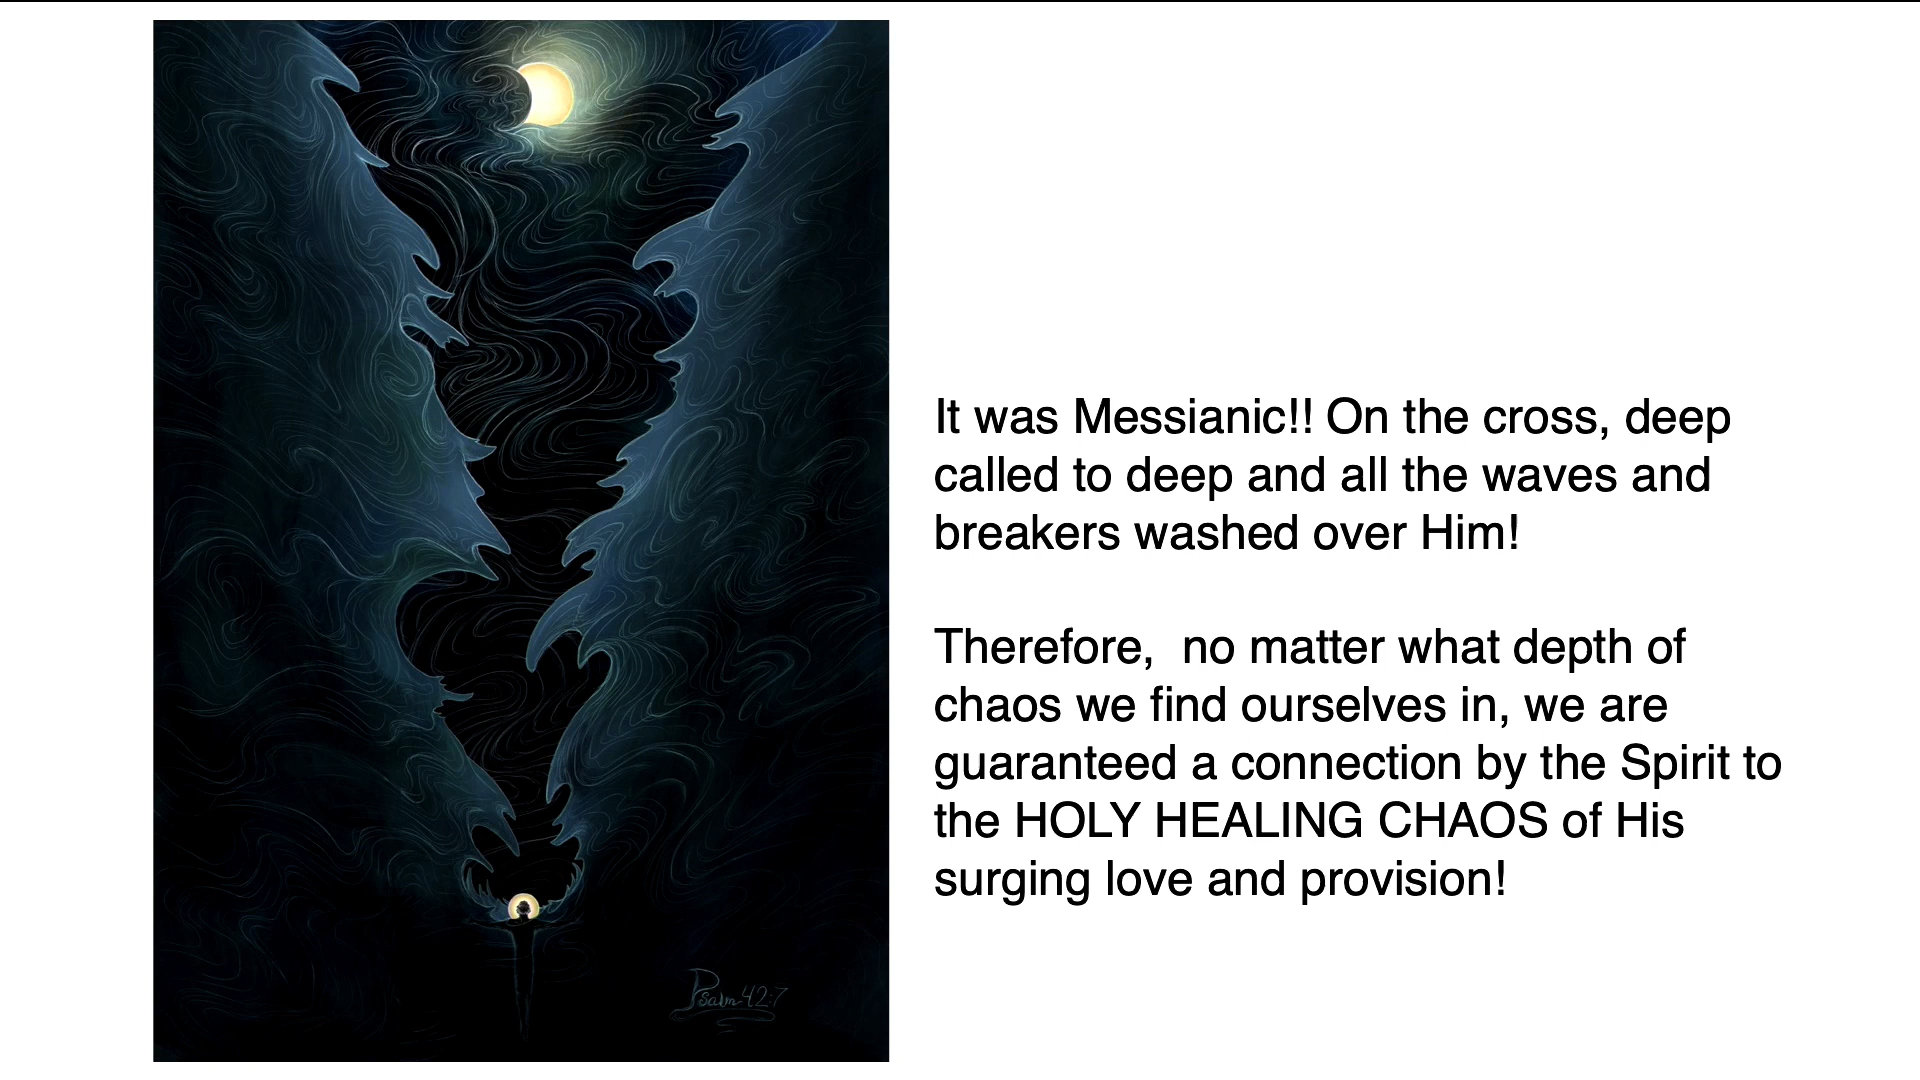 Psalm 42:7
It was Messianic!! On the cross, deep
called to deep and all the waves and
breakers washed over Him!
Therefore,  no matter what depth of
chaos we find ourselves in, we are
guaranteed a connection by the Spirit to
the HOLY HEALING CHAOS of His
surging love and provision!